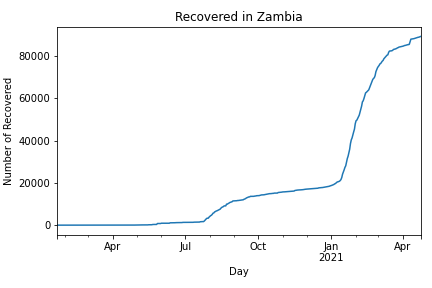 Recovered in Zambia
Number of Recovered
80000
60000
40000
20000
0
Apr Jul Oct Jan Apr
2021
Day